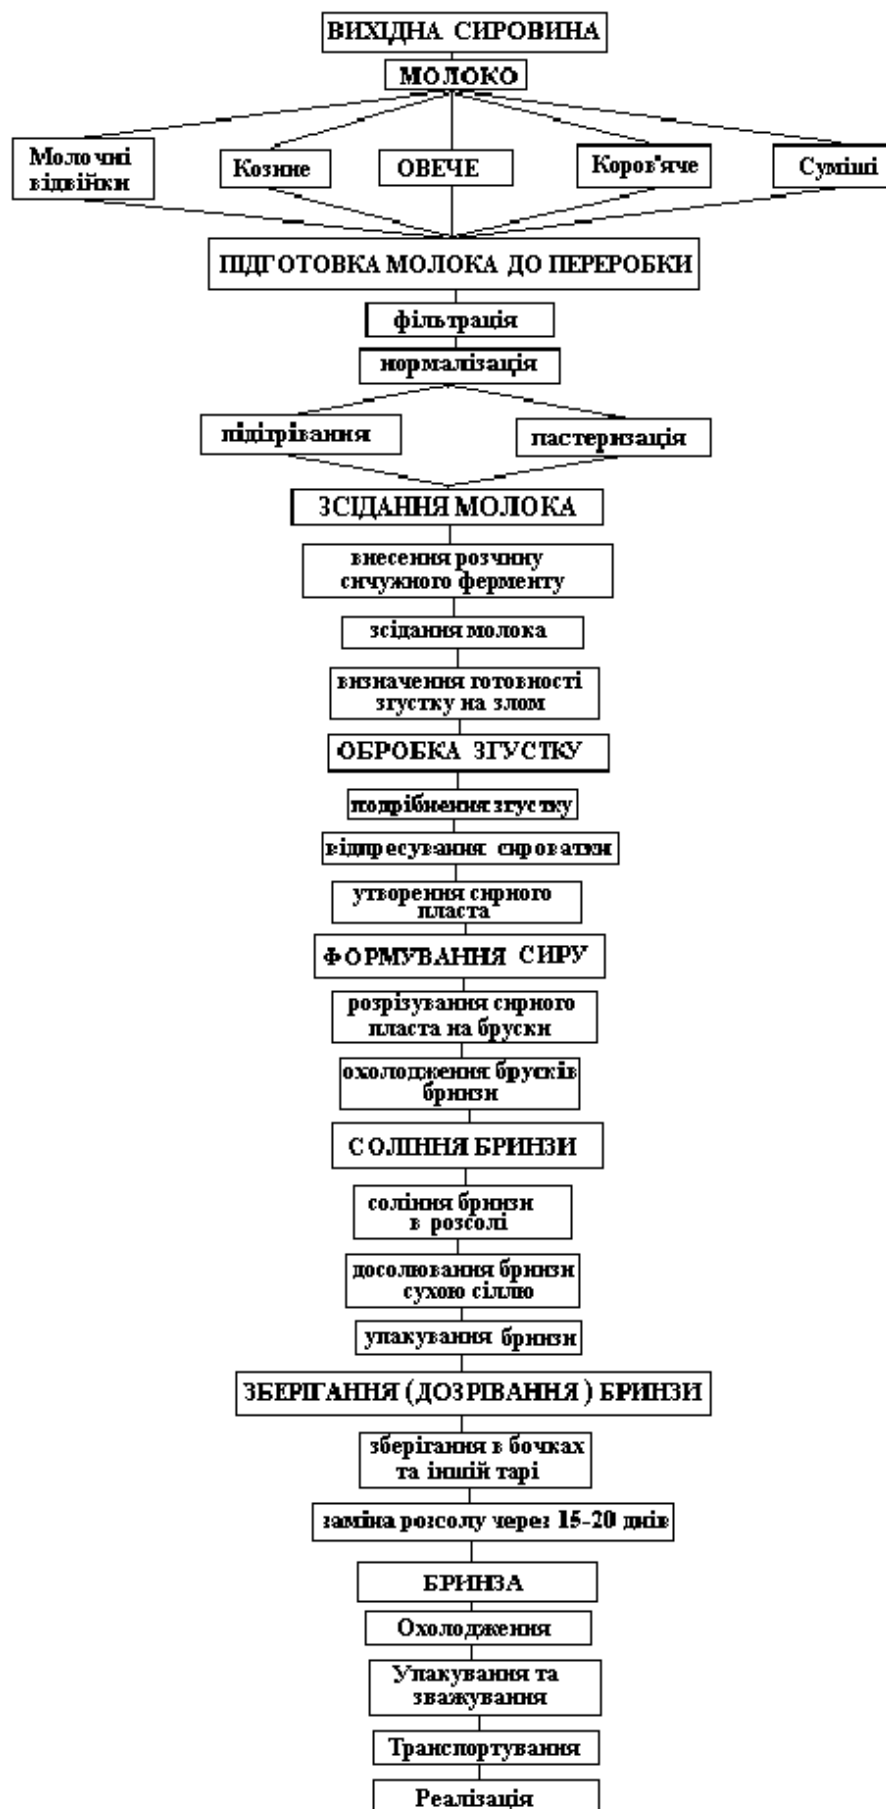 ВИХІДНА СИРОВИНА
МОЛОКО
Молочні
відвійки
Козине
ОВЕЧЕ
Коров'яче
Суміші
ПІДГОТОВКА МОЛОКА ДО ПЕРЕРОБКИ
фільтрація
нормалізація
підігрівання
пастеризація
ЗСІДАННЯ МОЛОКА
внесення розчину
сичужного ферменту
зсідання молока
визначення готовності
згустку на злом
ОБРОБКА ЗГУСТКУ
подрібнення згустку
відпресування сироватки
утворення сирного
пласта
ФОРМУВАННЯ СИРУ
розрізування сирного
пласта на бруски
охолодження брусків
бринзи
СОЛІННЯ БРИНЗИ
соління бринзи
в розсолі
досолювання бринзи
сухою сіллю
упакування бринзи
ЗБЕРІГАННЯ (ДОЗРІВАННЯ) БРИНЗИ
зберігання в бочках
та іншій тарі
заміна розсолу через 15-20 днів
БРИНЗА
Охолодження
Упакування та
зважування
Транспортування
Реалізація